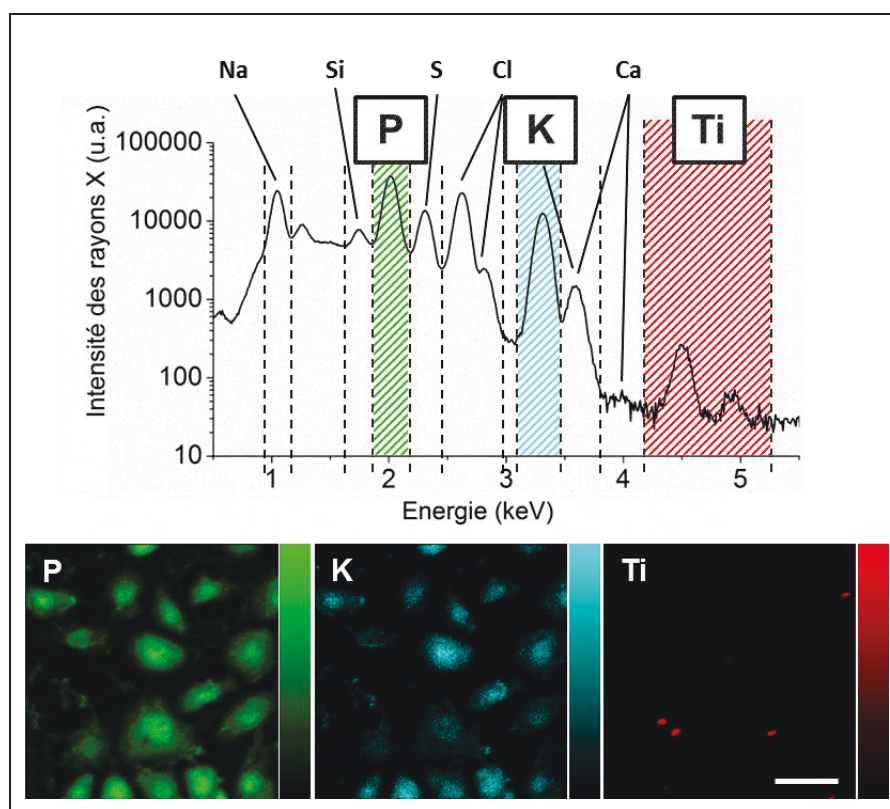 Na Si S Cl Ca
P K Ti
100000
10000
1000
100
10
Intensité des rayons X (u.a.)
1 2 3 4 5
Energie (keV)
P K Ti